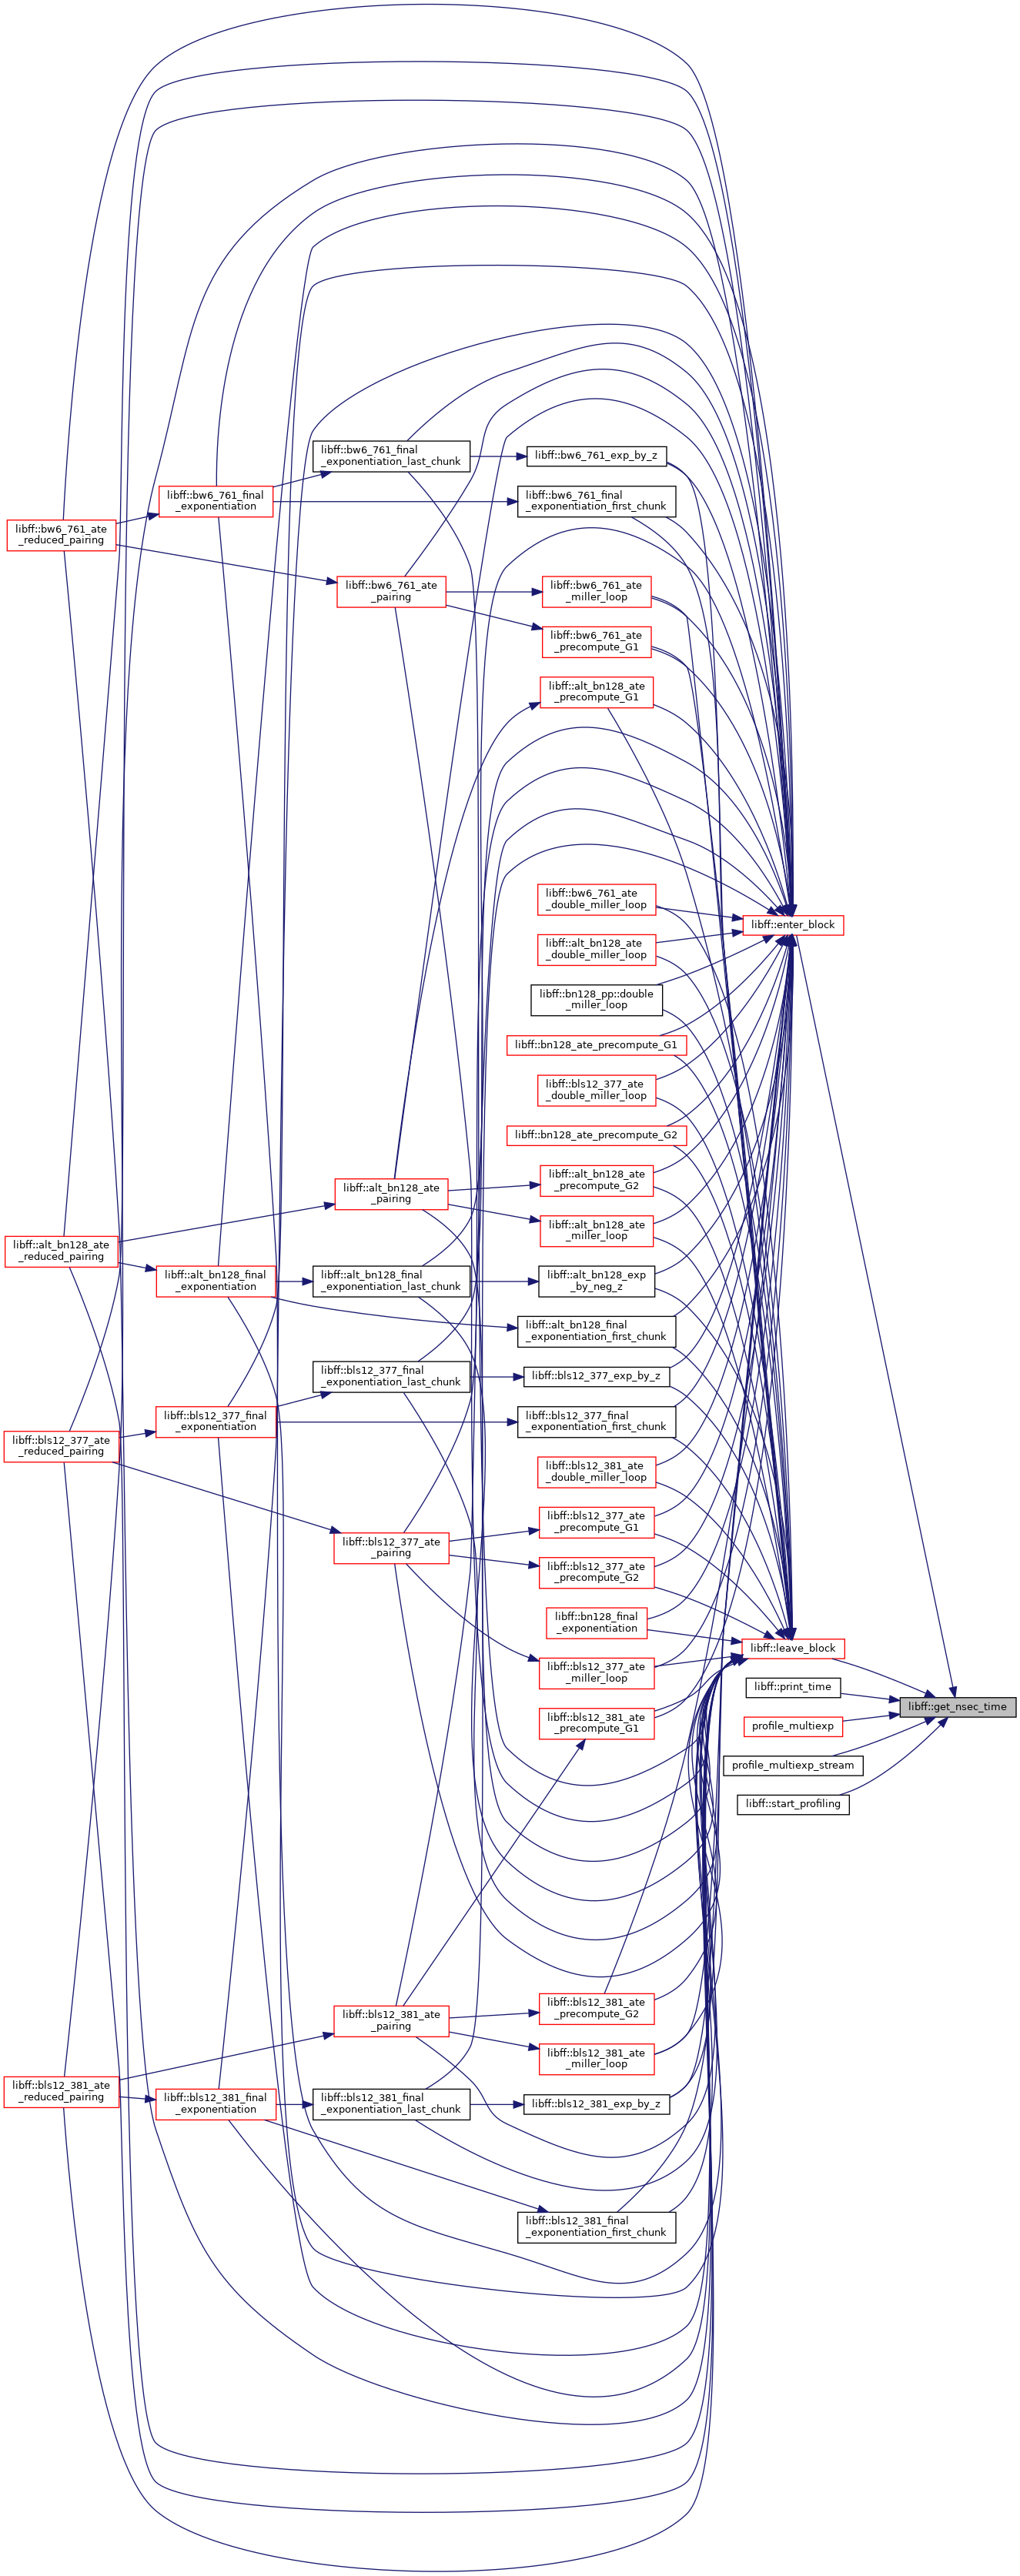 libff::bw6_761_final
_exponentiation_last_chunk
libff::bw6_761_exp_by_z
libff::bw6_761_final
_exponentiation
libff::bw6_761_final
_exponentiation_first_chunk
libff::bw6_761_ate
_reduced_pairing
libff::bw6_761_ate
_pairing
libff::bw6_761_ate
_miller_loop
libff::bw6_761_ate
_precompute_G1
libff::alt_bn128_ate
_precompute_G1
libff::bw6_761_ate
_double_miller_loop
libff::enter_block
libff::alt_bn128_ate
_double_miller_loop
libff::bn128_pp::double
_miller_loop
libff::bn128_ate_precompute_G1
libff::bls12_377_ate
_double_miller_loop
libff::bn128_ate_precompute_G2
libff::alt_bn128_ate
_pairing
libff::alt_bn128_ate
_precompute_G2
libff::alt_bn128_ate
_miller_loop
libff::alt_bn128_ate
_reduced_pairing
libff::alt_bn128_final
_exponentiation
libff::alt_bn128_final
_exponentiation_last_chunk
libff::alt_bn128_exp
_by_neg_z
libff::alt_bn128_final
_exponentiation_first_chunk
libff::bls12_377_final
_exponentiation_last_chunk
libff::bls12_377_exp_by_z
libff::bls12_377_final
_exponentiation
libff::bls12_377_final
_exponentiation_first_chunk
libff::bls12_377_ate
_reduced_pairing
libff::bls12_381_ate
_double_miller_loop
libff::bls12_377_ate
_precompute_G1
libff::bls12_377_ate
_pairing
libff::bls12_377_ate
_precompute_G2
libff::bn128_final
_exponentiation
libff::leave_block
libff::bls12_377_ate
_miller_loop
libff::print_time
libff::get_nsec_time
libff::bls12_381_ate
_precompute_G1
profile_multiexp
profile_multiexp_stream
libff::start_profiling
libff::bls12_381_ate
_precompute_G2
libff::bls12_381_ate
_pairing
libff::bls12_381_ate
_miller_loop
libff::bls12_381_ate
_reduced_pairing
libff::bls12_381_final
_exponentiation
libff::bls12_381_final
_exponentiation_last_chunk
libff::bls12_381_exp_by_z
libff::bls12_381_final
_exponentiation_first_chunk